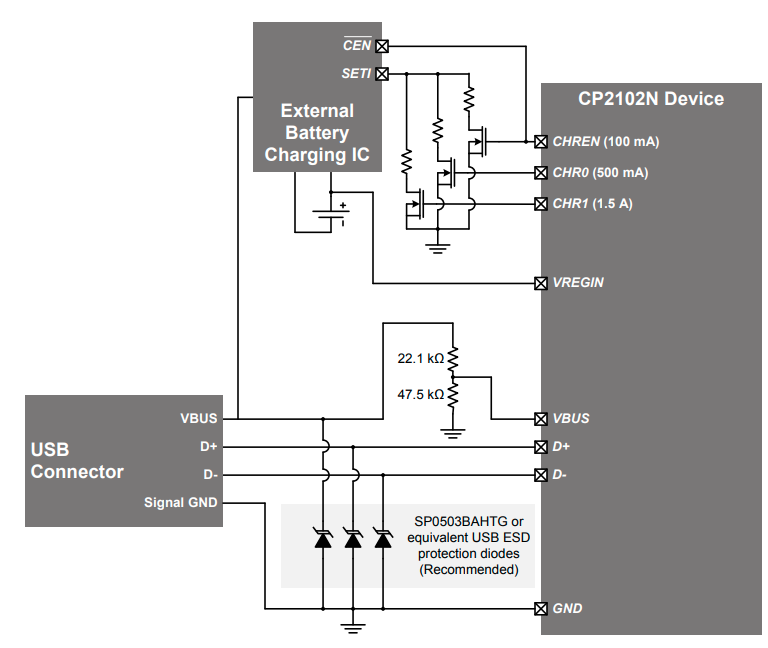 CEN
SETI
External
Battery
Charging IC
CP2102N Device
CHREN (100 mA)
CHR0 (500 mA)
CHR1 (1.5 A)
+
VREGIN
22.1 kΩ
47.5 kΩ
USB
Connector
VBUS
D+
D-
Signal GND
VBUS
D+
D-
SP0503BAHTG or
equivalent USB ESD
protection diodes
(Recommended)
GND